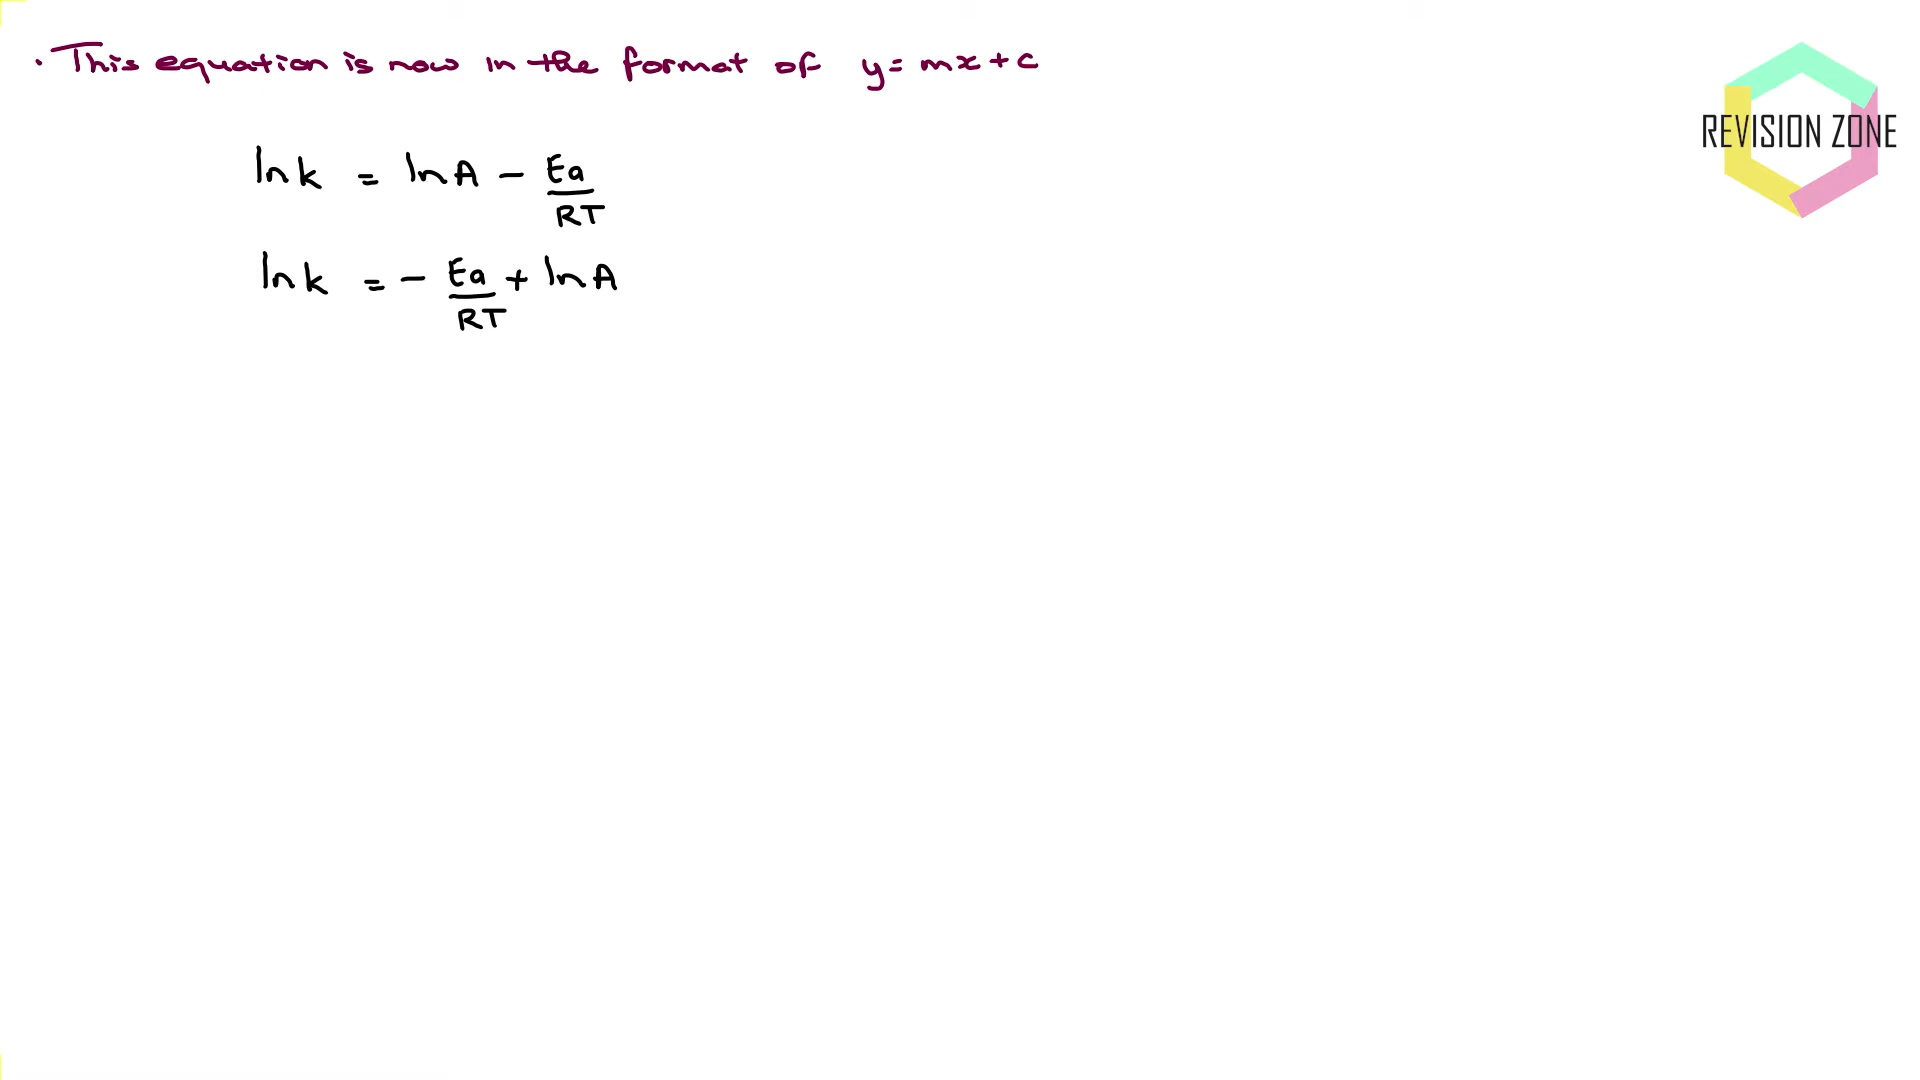 . This equation is now in the format of y = mx + c
REVISION ZONE
ln k = ln A - Ea/RT
ln k = - Ea/RT + ln A